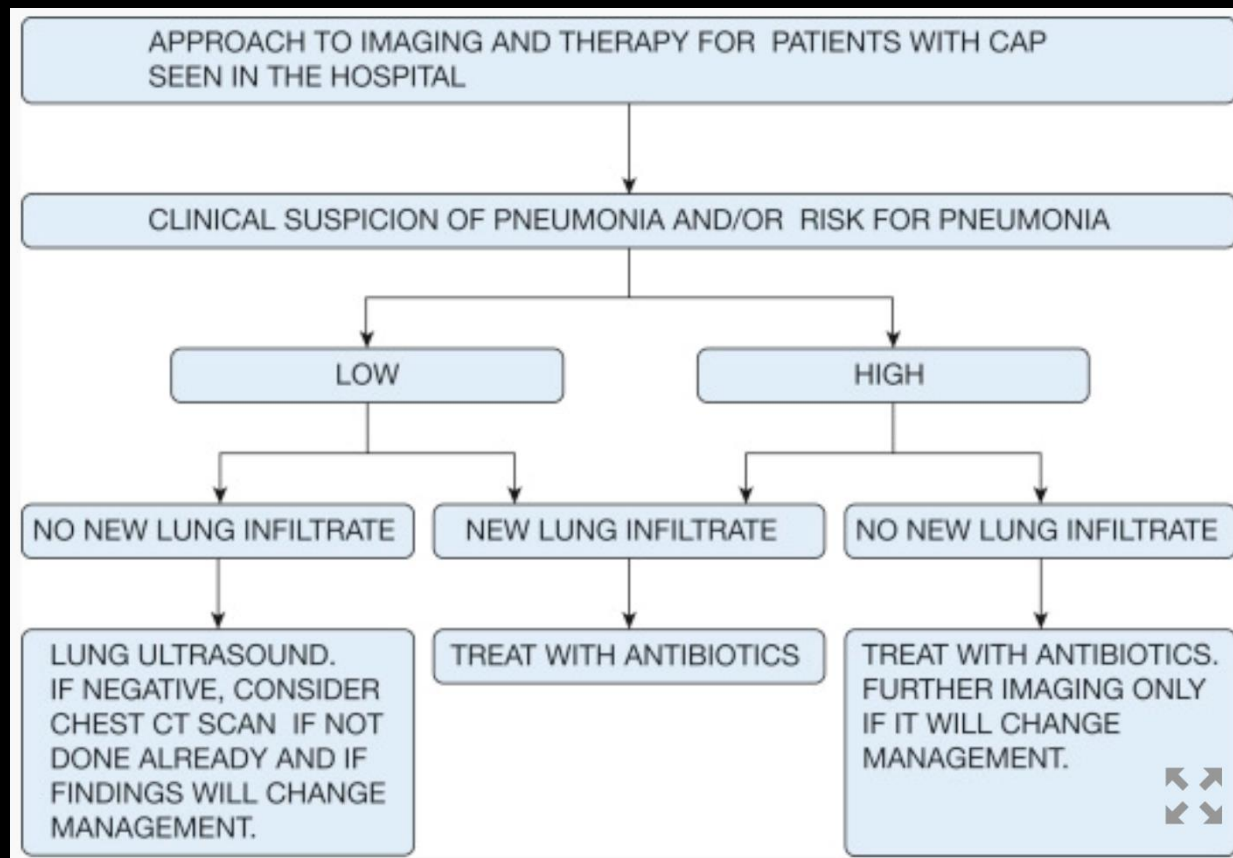 APPROACH TO IMAGING AND THERAPY FOR PATIENTS WITH CAP
SEEN IN THE HOSPITAL
CLINICAL SUSPICION OF PNEUMONIA AND/OR RISK FOR PNEUMONIA
LOW
HIGH
NO NEW LUNG INFILTRATE
NEW LUNG INFILTRATE
NO NEW LUNG INFILTRATE
LUNG ULTRASOUND.
IF NEGATIVE, CONSIDER
CHEST CT SCAN IF NOT
DONE ALREADY AND IF
FINDINGS WILL CHANGE
MANAGEMENT.
TREAT WITH ANTIBIOTICS
TREAT WITH ANTIBIOTICS.
FURTHER IMAGING ONLY
IF IT WILL CHANGE
MANAGEMENT.